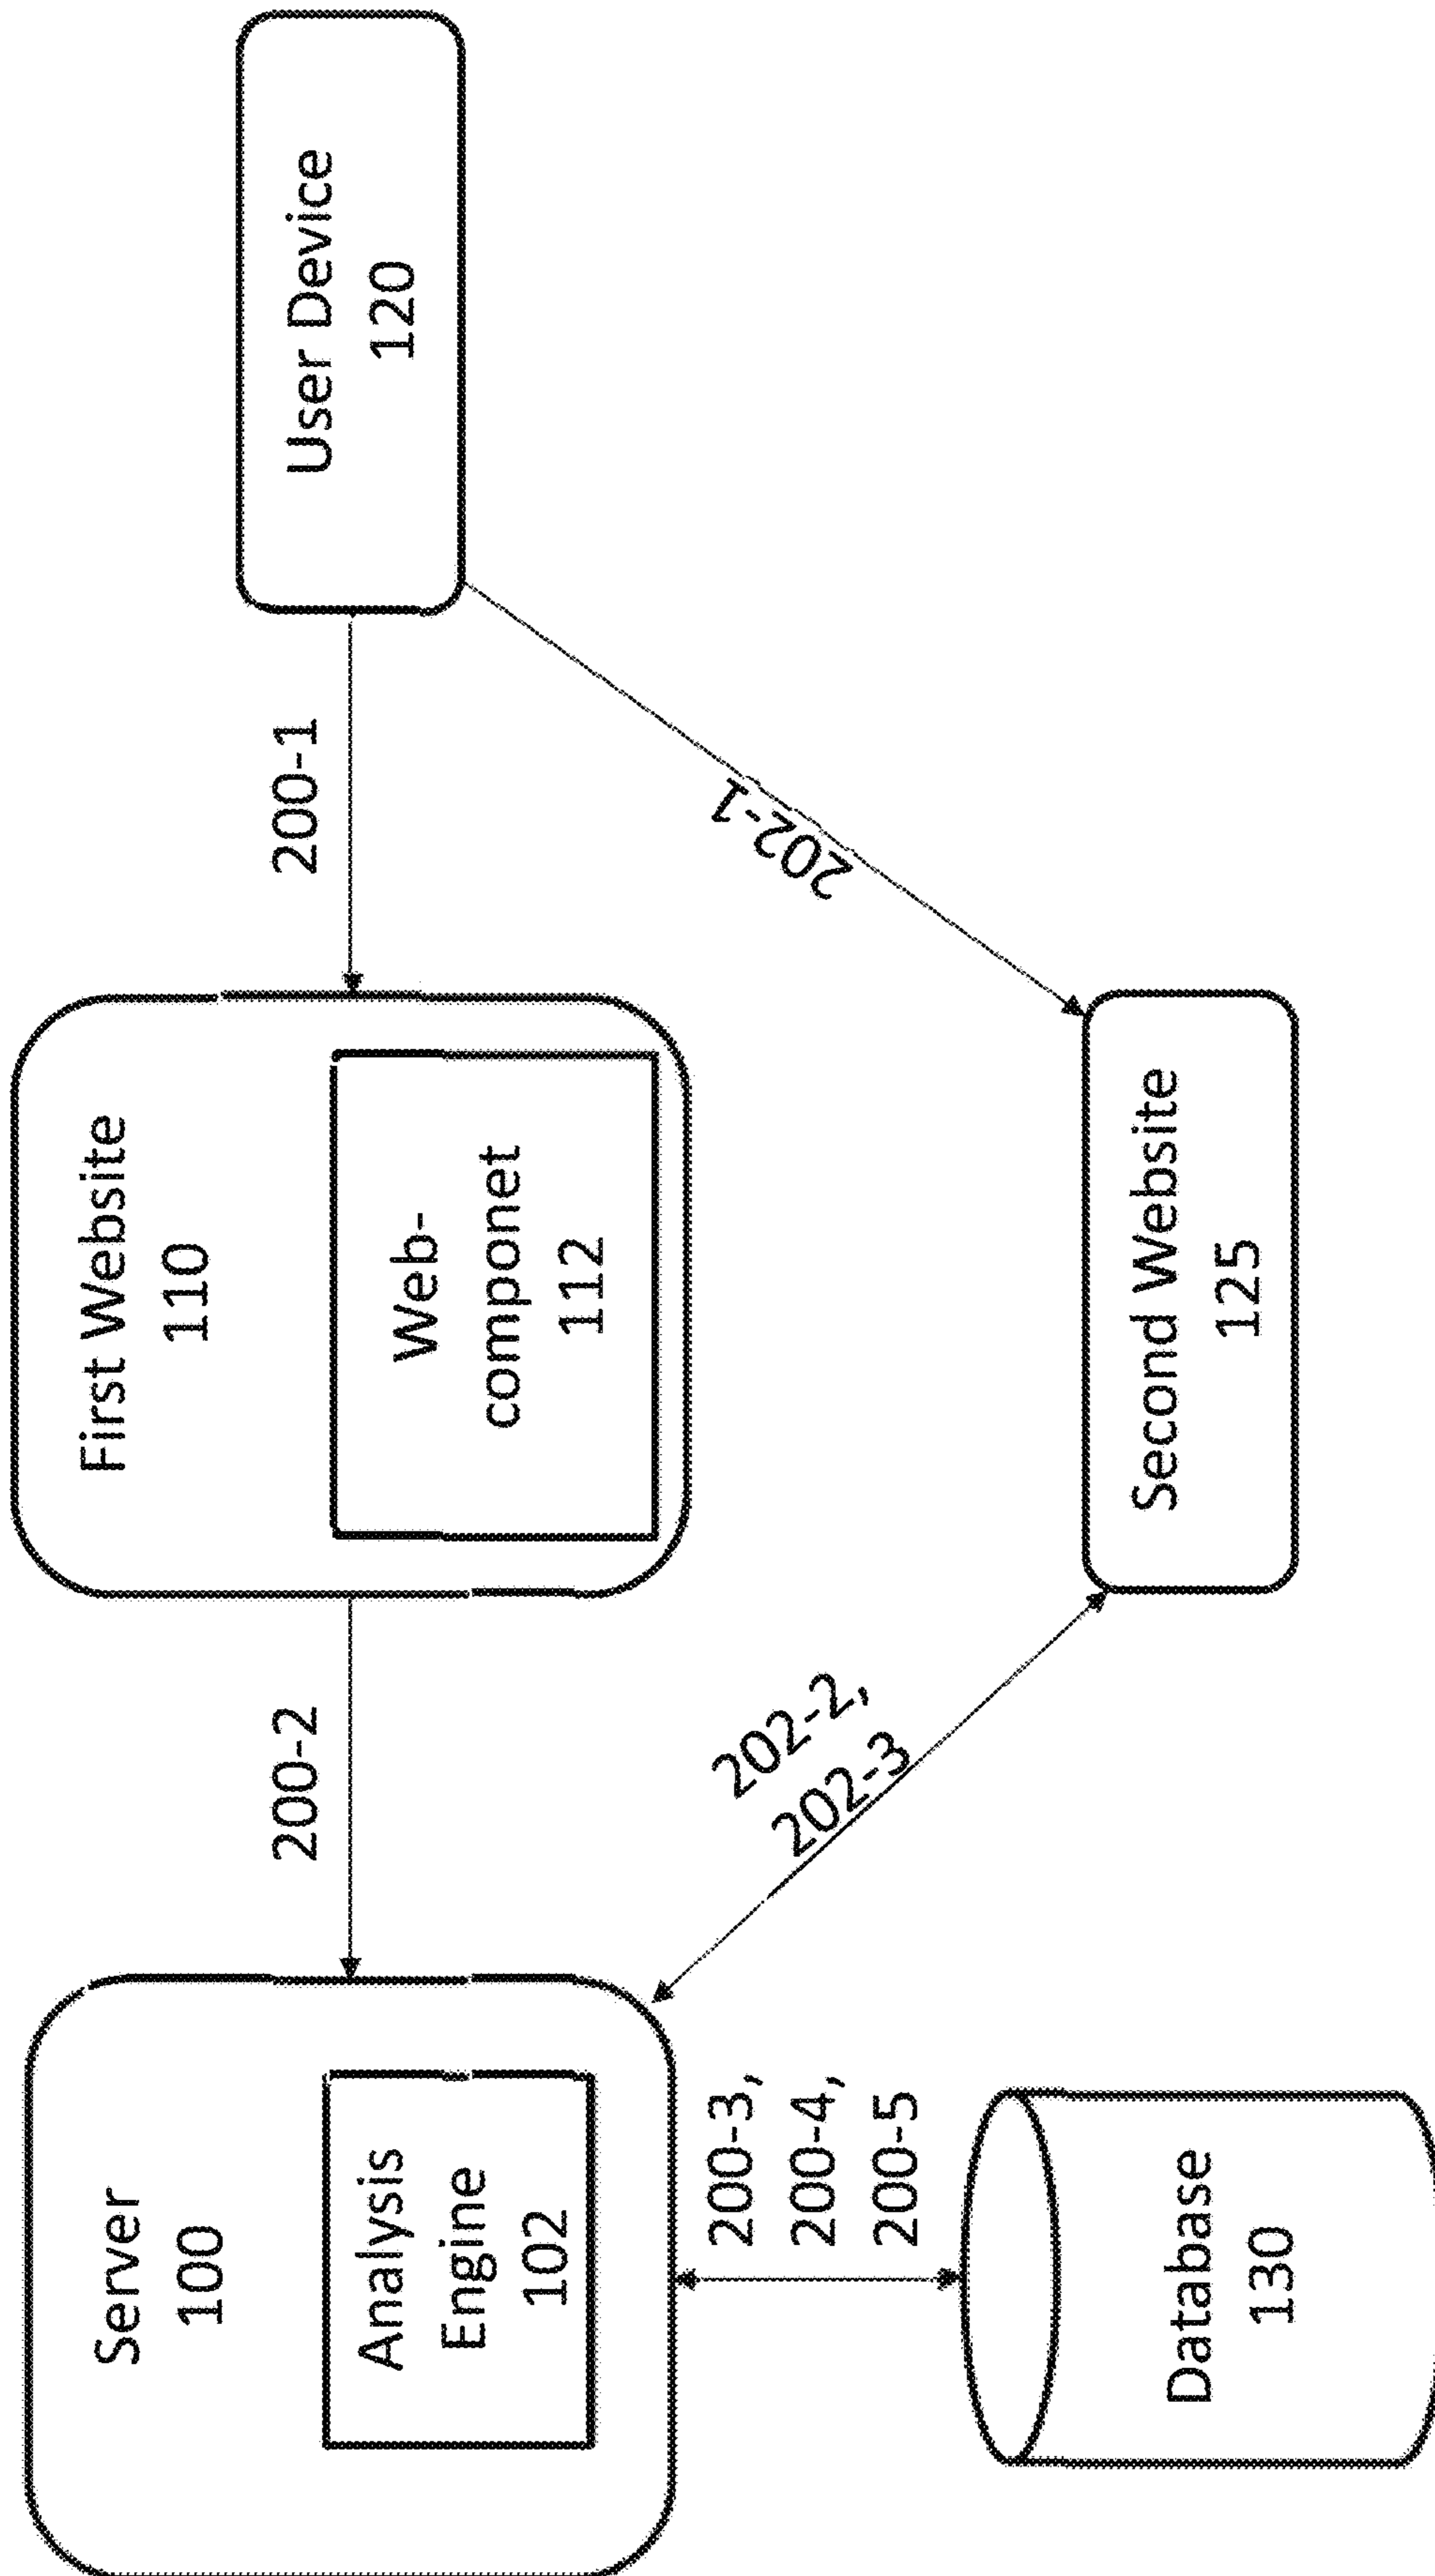 Server
100
Analysis
Engine
102
200-2
First Website
110
Web-
componet
112
200-1
User Device
120
200-3,
200-4,
200-5
202-2,
202-3
202-1
Database
130
Second Website
125